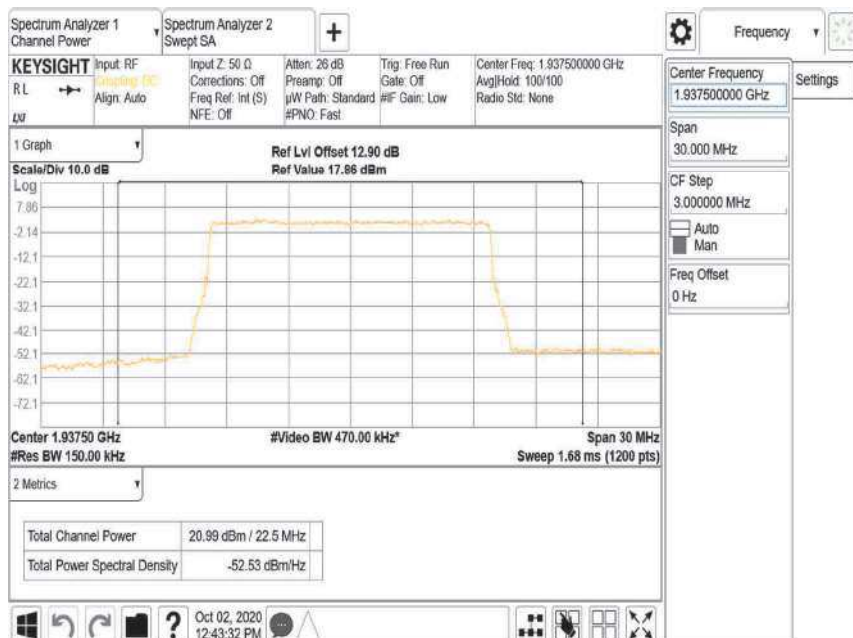 Spectrum Analyzer 1
Channel Power
Spectrum Analyzer 2
Swept SA
+
Frequency
KEYSIGHT
RL
LXI
Input: RF
Coupling: DC
Align: Auto
Input Z: 50 Ω
Corrections: Off
Freq Ref: Int (S)
NFE: Off
Atten: 26 dB
Preamp: Off
µW Path: Standard
#PNO: Fast
Trig: Free Run
Gate: Off
#IF Gain: Low
Center Freq: 1.937500000 GHz
Avg|Hold: 100/100
Radio Std: None
Center Frequency
1.937500000 GHz
Settings
Span
30.000 MHz
CF Step
3.000000 MHz
Auto
Man
Freq Offset
0 Hz
1 Graph
Scale/Div 10.0 dB
Ref Lvl Offset 12.90 dB
Ref Value 17.86 dBm
Log
7.86
-2.14
-12.1
-22.1
-32.1
-42.1
-52.1
-62.1
-72.1
Center 1.93750 GHz
#Video BW 470.00 kHz*
Span 30 MHz
#Res BW 150.00 kHz
Sweep 1.68 ms (1200 pts)
2 Metrics
Total Channel Power 20.99 dBm / 22.5 MHz
Total Power Spectral Density -52.53 dBm/Hz
?
Oct 02, 2020
12:43:32 PM